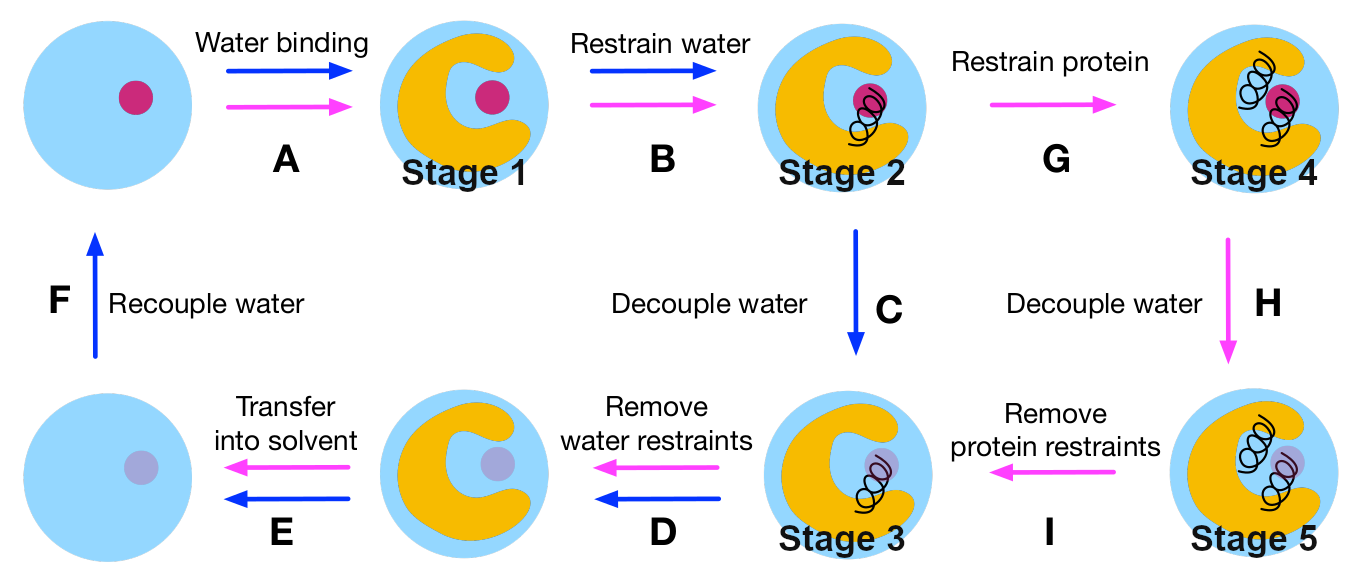 Water binding
A
Stage 1
Restrain water
B
Stage 2
Restrain protein
G
Stage 4
F
Recouple water
Decouple water
C
Decouple water
H
Transfer
into solvent
E
Remove
water restraints
D
Stage 3
Remove
protein restraints
I
Stage 5